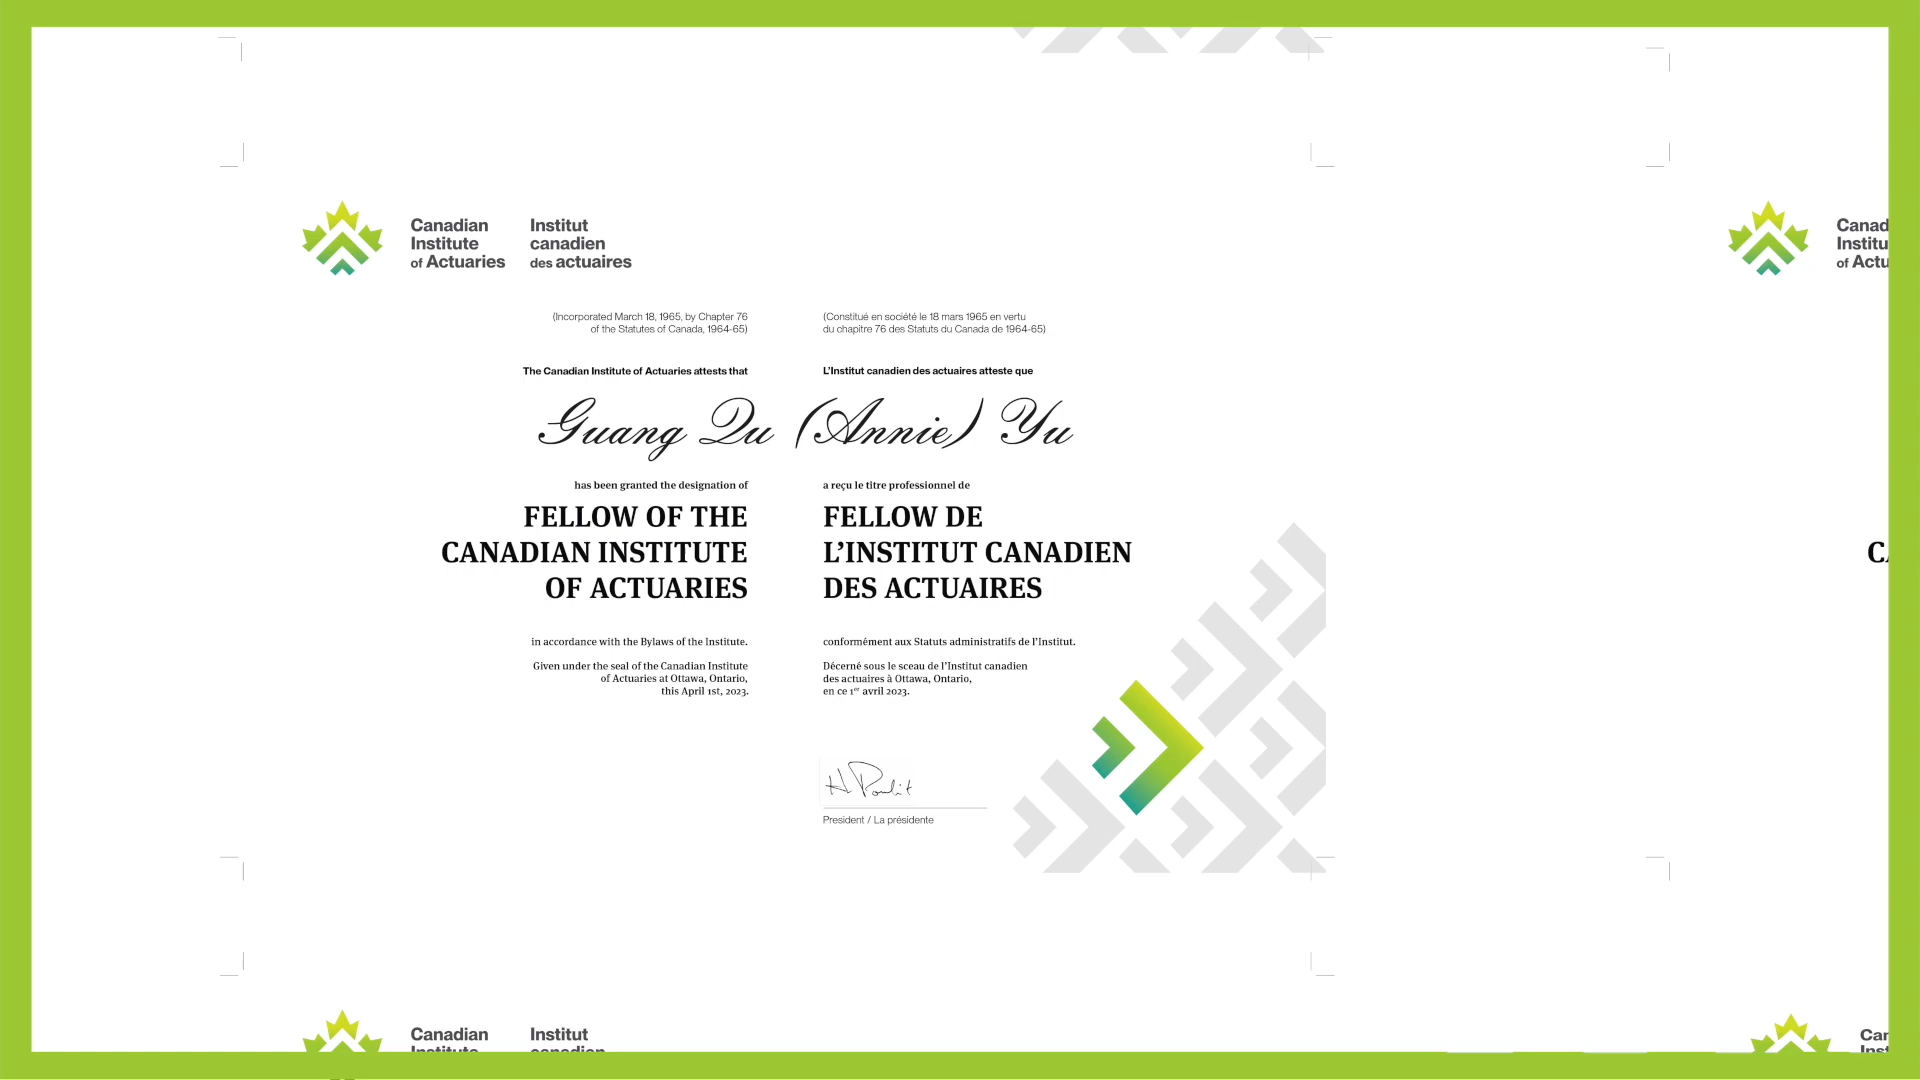 Canadian
Institute
of Actuaries
Institut
canadien
des actuaires
(Incorporated March 18, 1965, by Chapter 76
of the Statutes of Canada, 1964-65)
(Constitué en société le 18 mars 1965 en vertu
du chapitre 76 des Statuts du Canada de 1964-65)
The Canadian Institute of Actuaries attests that
L’Institut canadien des actuaires atteste que
Guang Qu (Annie) Yu
has been granted the designation of
FELLOW OF THE
CANADIAN INSTITUTE
OF ACTUARIES
a reçu le titre professionnel de
FELLOW DE
L’INSTITUT CANADIEN
DES ACTUAIRES
in accordance with the Bylaws of the Institute.
Given under the seal of the Canadian Institute
of Actuaries at Ottawa, Ontario,
this April 1st, 2023.
conformément aux Statuts administratifs de l’Institut.
Décerné sous le sceau de l’Institut canadien
des actuaires à Ottawa, Ontario,
en ce 1er avril 2023.
H Poulit
President / La présidente
Canad
Institu
of Actu
CA
Canadian
Institute
Institut
canadien
Car
Inst